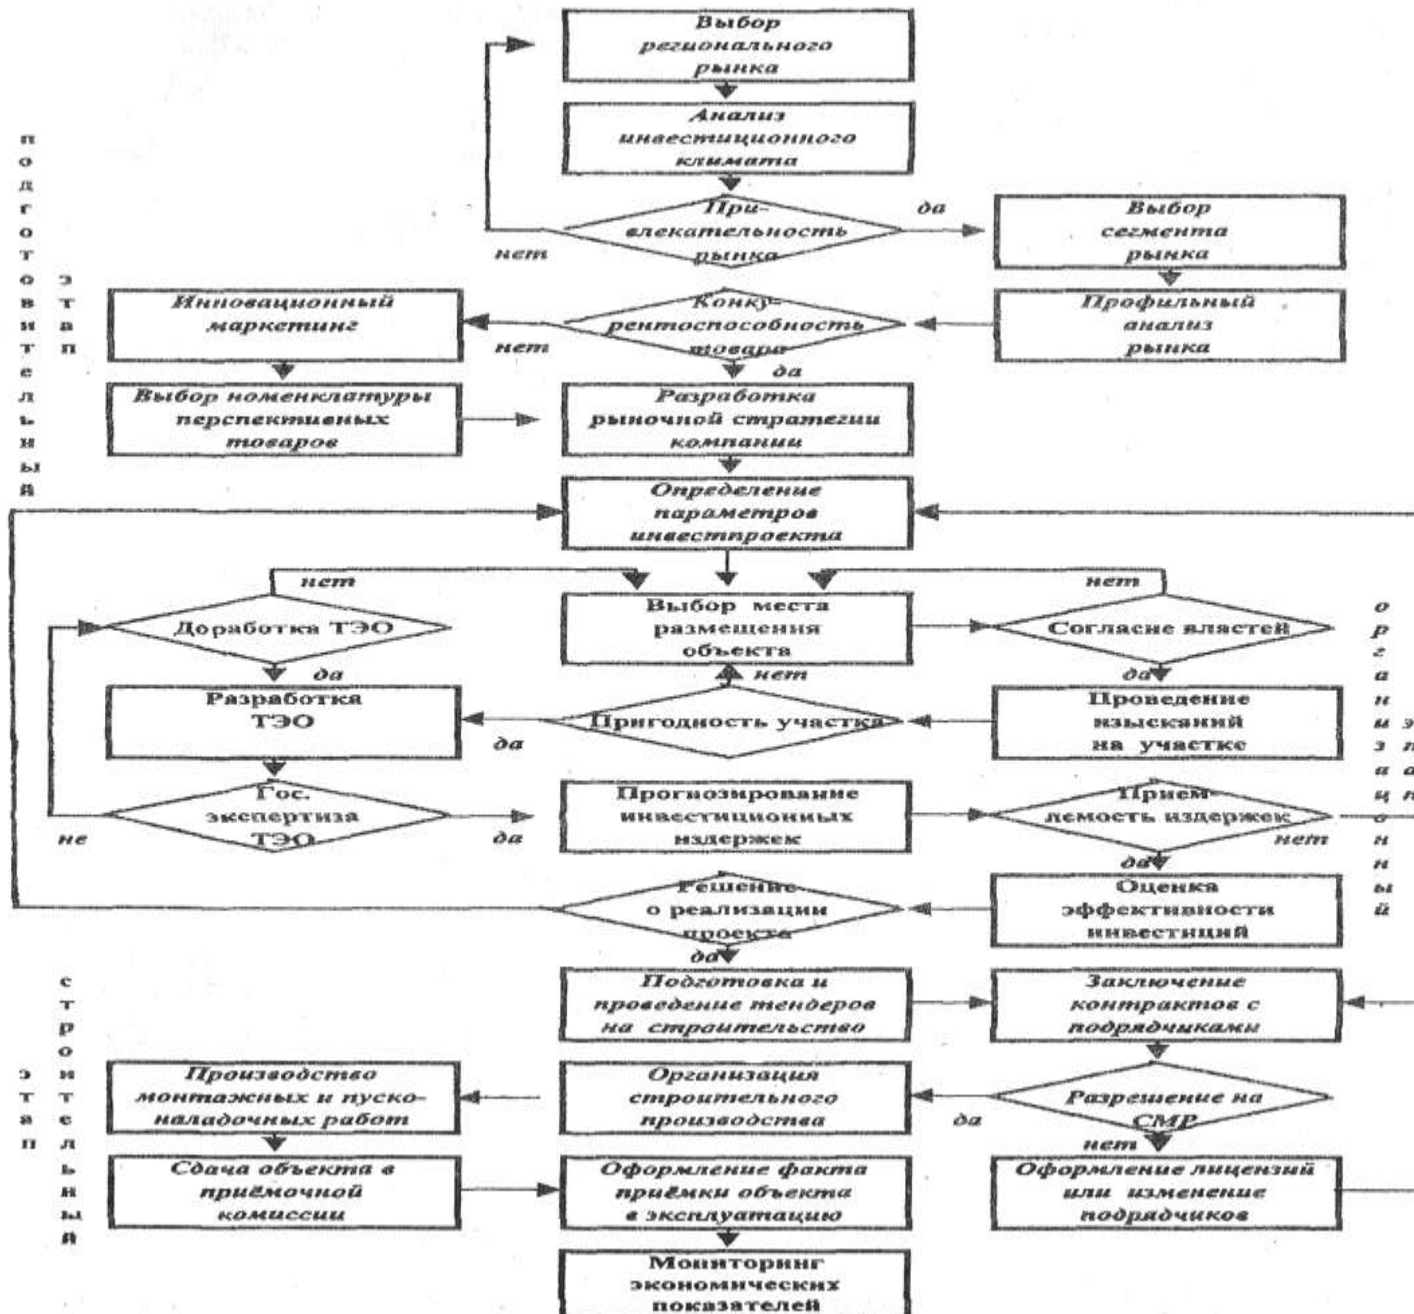 Выбор
регионального
рынка
Анализ
инвестиционного
климата
При-
влекательность
рынка
да
нет
Выбор
сегмента
рынка
Профильный
анализ
рынка
Конку-
рентоспособность
товара
нет
да
Инновационный
маркетинг
Выбор номенклатуры
перспективных
товаров
Разработка
рыночной стратегии
компании
подготовительный
этап
Определение
параметров
инвестпроекта
нет
нет
Доработка ТЭО
Выбор места
размещения
объекта
Согласие властей
да
нет
да
Разработка
ТЭО
Пригодность участка
да
Проведение
изысканий
на участке
Гос.
экспертиза
ТЭО
не
да
Прогнозирование
инвестиционных
издержек
Прием-
лемость издержек
нет
да
организационный
эпап
Решение
о реализации
проекта
да
Оценка
эффективности
инвестиций
Подготовка и
проведение тендеров
на строительство
Заключение
контрактов с
подрядчиками
строительный
этап
Производство
монтажных и пуско-
наладочных работ
Организация
строительного
производства
да
Разрешение на
СМР
нет
Сдача объекта в
приёмочной
комиссии
Оформление факта
приёмки объекта
в эксплуатацию
Оформление лицензий
или изменение
подрядчиков
Мониторинг
экономических
показателей